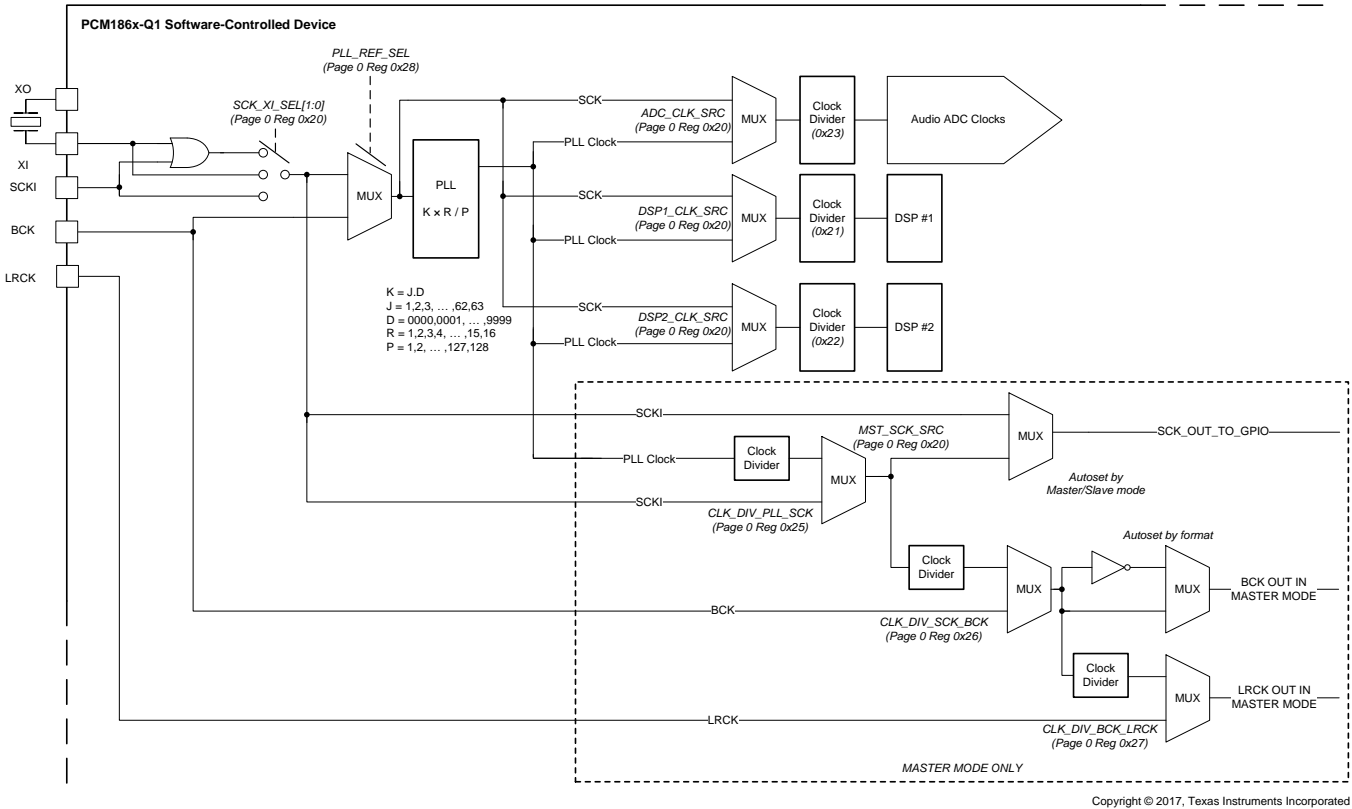 PCM186x-Q1 Software-Controlled Device
PLL_REF_SEL
(Page 0 Reg 0x28)
XO
SCK_XI_SEL[1:0]
(Page 0 Reg 0x20)
XI
SCKI
BCK
LRCK
MUX
PLL
K x R / P
K = J.D
J = 1,2,3, … ,62,63
D = 0000,0001, … ,9999
R = 1,2,3,4, … ,15,16
P = 1,2, … ,127,128
SCK
ADC_CLK_SRC
(Page 0 Reg 0x20)
PLL Clock
MUX
Clock
Divider
(0x23)
Audio ADC Clocks
SCK
DSP1_CLK_SRC
(Page 0 Reg 0x20)
PLL Clock
MUX
Clock
Divider
(0x21)
DSP #1
SCK
DSP2_CLK_SRC
(Page 0 Reg 0x20)
PLL Clock
MUX
Clock
Divider
(0x22)
DSP #2
SCKI
MST_SCK_SRC
(Page 0 Reg 0x20)
MUX
SCK_OUT_TO_GPIO
Autoset by
Master/Slave mode
PLL Clock
Clock
Divider
MUX
SCKI
CLK_DIV_PLL_SCK
(Page 0 Reg 0x25)
Autoset by format
Clock
Divider
MUX
MUX
BCK OUT IN
MASTER MODE
BCK
CLK_DIV_SCK_BCK
(Page 0 Reg 0x26)
Clock
Divider
MUX
LRCK OUT IN
MASTER MODE
LRCK
CLK_DIV_BCK_LRCK
(Page 0 Reg 0x27)
MASTER MODE ONLY
Copyright © 2017, Texas Instruments Incorporated